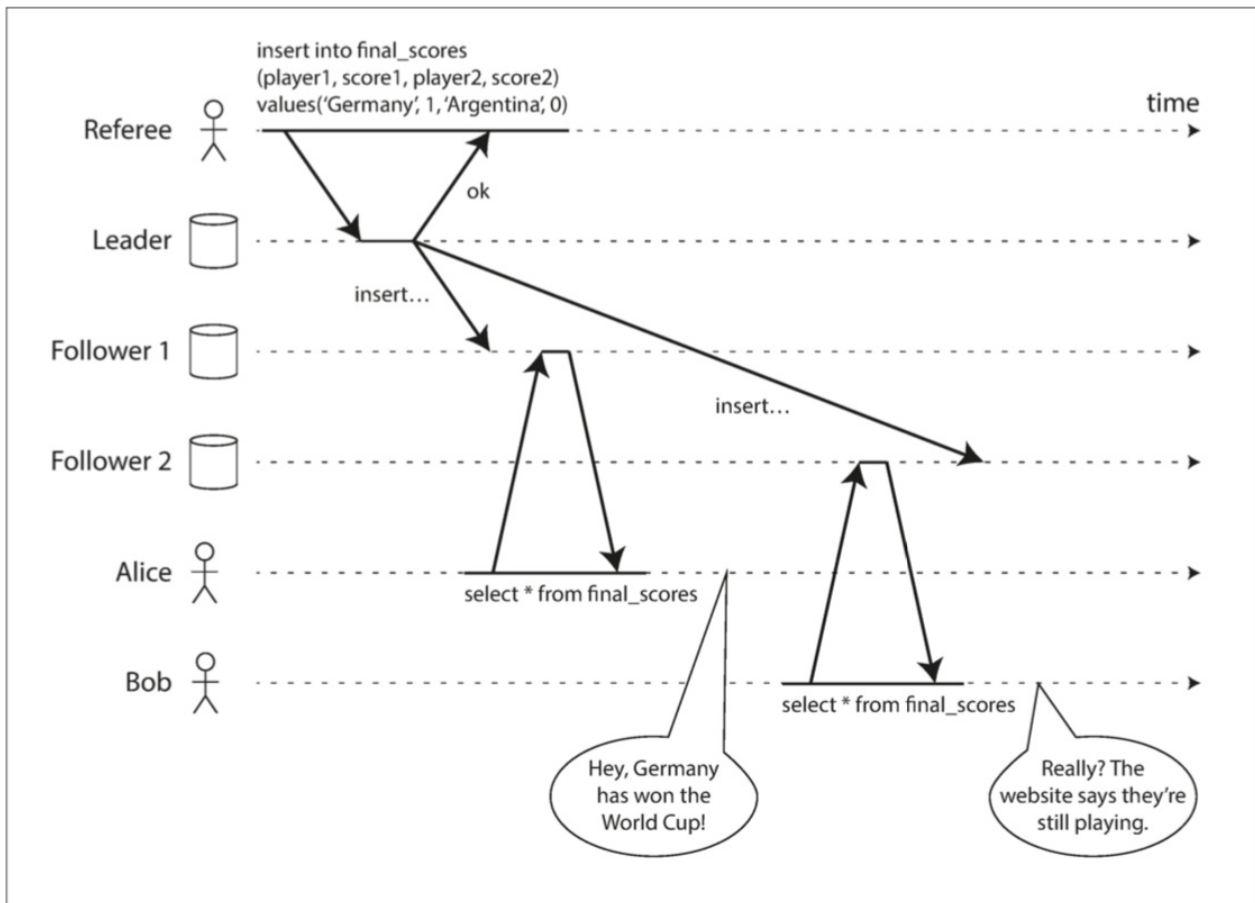 insert into final_scores
(player1, score1, player2, score2)
values(‘Germany’, 1, ‘Argentina’, 0)
time
Referee
ok
Leader
insert…
Follower 1
insert…
Follower 2
Alice
select * from final_scores
Bob
select * from final_scores
Hey, Germany
has won the
World Cup!
Really? The
website says they’re
still playing.